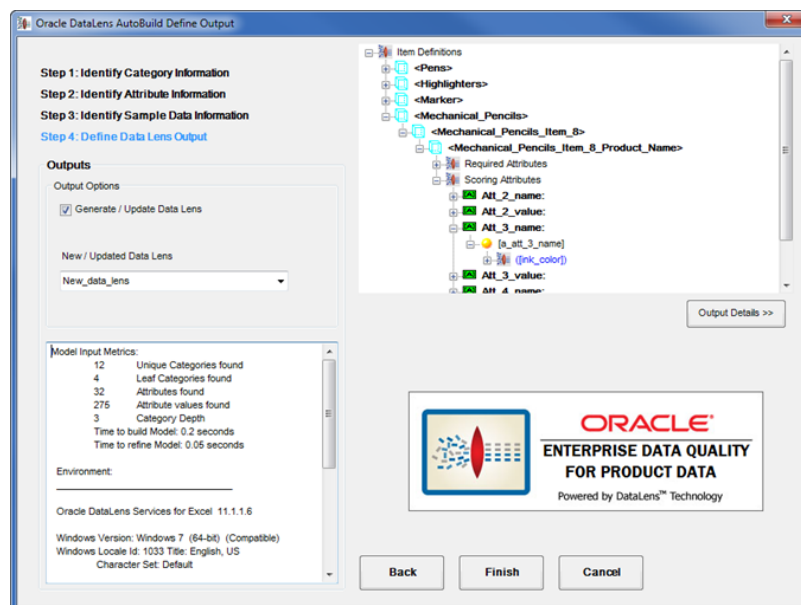 Oracle DataLens AutoBuild Define Output
Step 1: Identify Category Information
Step 2: Identify Attribute Information
Step 3: Identify Sample Data Information
Step 4: Define Data Lens Output
Outputs
Output Options
Generate / Update Data Lens
New / Updated Data Lens
New_data_lens
Model Input Metrics:
12 Unique Categories found
4 Leaf Categories found
32 Attributes found
275 Attribute values found
3 Category Depth
Time to build Model: 0.2 seconds
Time to refine Model: 0.05 seconds
Environment:
Oracle DataLens Services for Excel 11.1.1.6
Windows Version: Windows 7 (64-bit) (Compatible)
Windows Locale Id: 1033 Title: English, US
Character Set: Default
Item Definitions
<Pens>
<Highlighters>
<Marker>
<Mechanical_Pencils>
<Mechanical_Pencils_Item_8>
<Mechanical_Pencils_Item_8_Product_Name>
Required Attributes
Scoring Attributes
Att_2_name:
Att_2_value:
Att_3_name:
[a_att_3_name]
([ink_color])
Att_3_value:
Att_4_name:
Output Details >>
ORACLE®
ENTERPRISE DATA QUALITY
FOR PRODUCT DATA
Powered by DataLens™ Technology
Back
Finish
Cancel